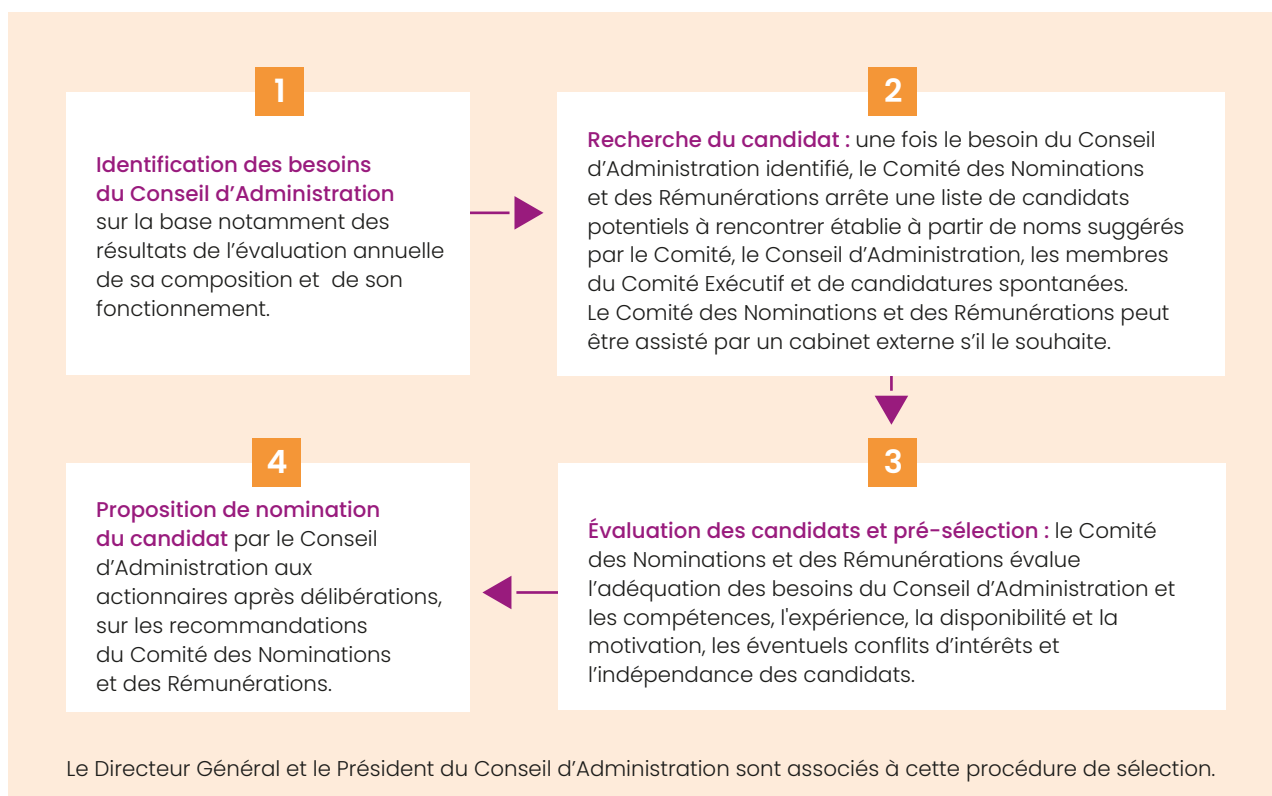 1
Identification des besoins
du Conseil d’Administration
sur la base notamment des
résultats de l’évaluation annuelle
de sa composition et de son
fonctionnement.
2
Recherche du candidat : une fois le besoin du Conseil
d’Administration identifié, le Comité des Nominations
et des Rémunérations arrête une liste de candidats
potentiels à rencontrer établie à partir de noms suggérés
par le Comité, le Conseil d’Administration, les membres
du Comité Exécutif et de candidatures spontanées.
Le Comité des Nominations et des Rémunérations peut
être assisté par un cabinet externe s’il le souhaite.
3
Évaluation des candidats et pré-sélection : le Comité
des Nominations et des Rémunérations évalue
l’adéquation des besoins du Conseil d’Administration et
les compétences, l'expérience, la disponibilité et la
motivation, les éventuels conflits d’intérêts et
l’indépendance des candidats.
4
Proposition de nomination
du candidat par le Conseil
d’Administration aux
actionnaires après délibérations,
sur les recommandations
du Comité des Nominations
et des Rémunérations.
Le Directeur Général et le Président du Conseil d’Administration sont associés à cette procédure de sélection.